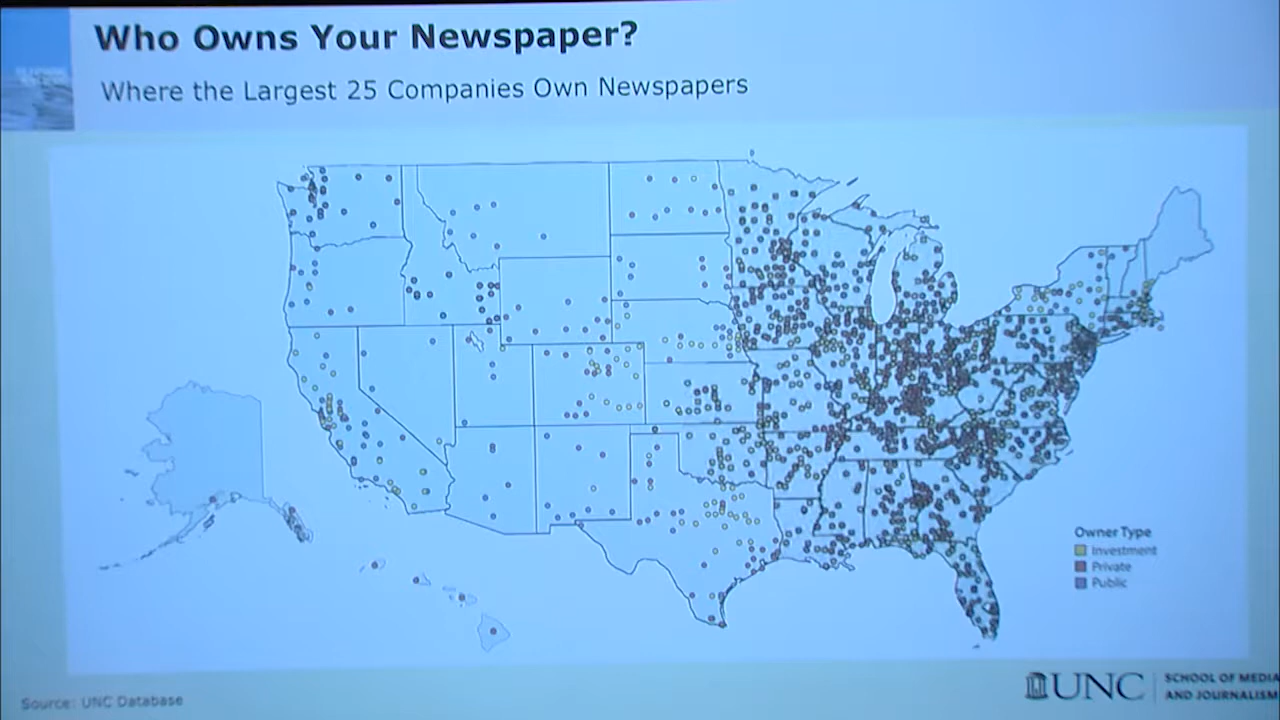 Who Owns Your Newspaper?
Where the Largest 25 Companies Own Newspapers
Owner Type
Investment
Private
Public
Source: UNC Database
UNC
SCHOOL OF MEDIA
AND JOURNALISM